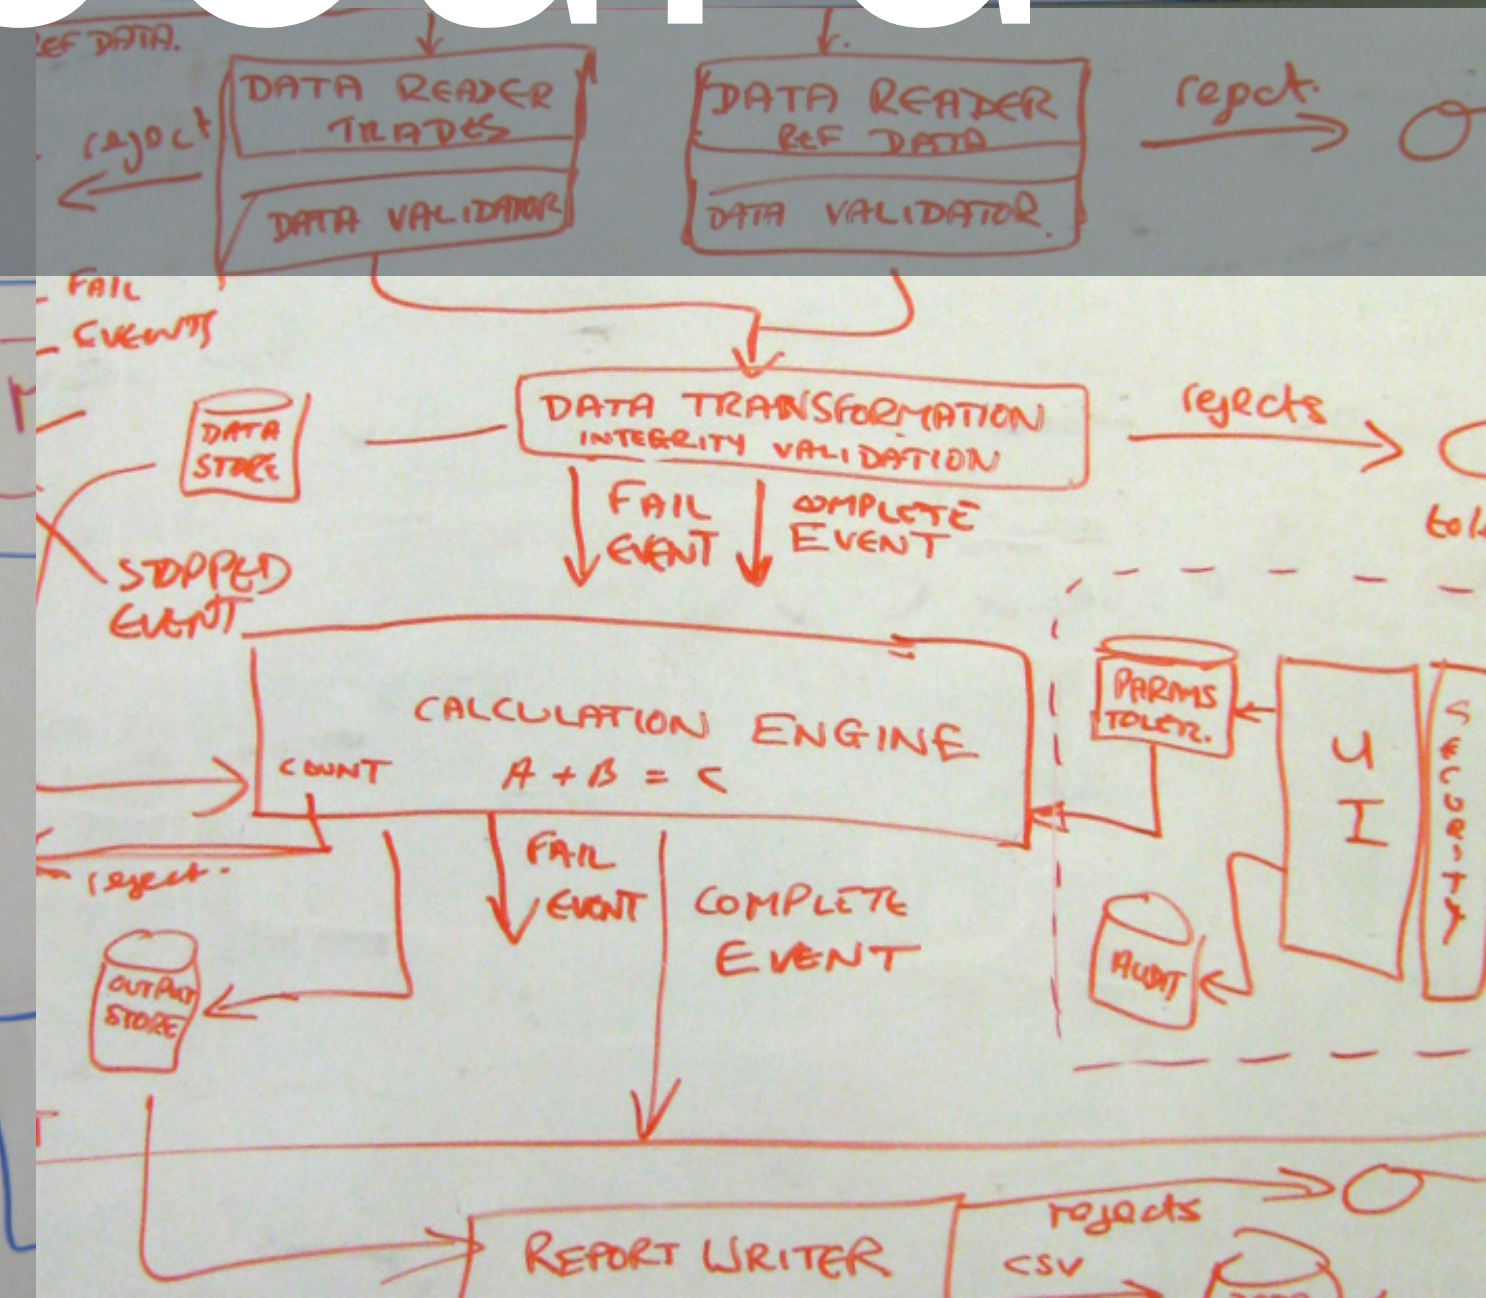 REF DATA.
DATA READER
TRADES
DATA VALIDATOR
DATA READER
REF DATA
DATA VALIDATOR.
reject
reject.
FAIL
EVENTS
DATA
STORE
DATA TRANSFORMATION
INTEGRITY VALIDATION
rejects
FAIL
EVENT
COMPLETE
EVENT
STOPPED
EVENT
CALCULATION ENGINE
A + B = C
COUNT
PARAMS
TOLER.
UI
SECURITY
reject.
FAIL
EVENT
COMPLETE
EVENT
OUTPUT
STORE
AUDIT
REPORT WRITER
rejects
CSV